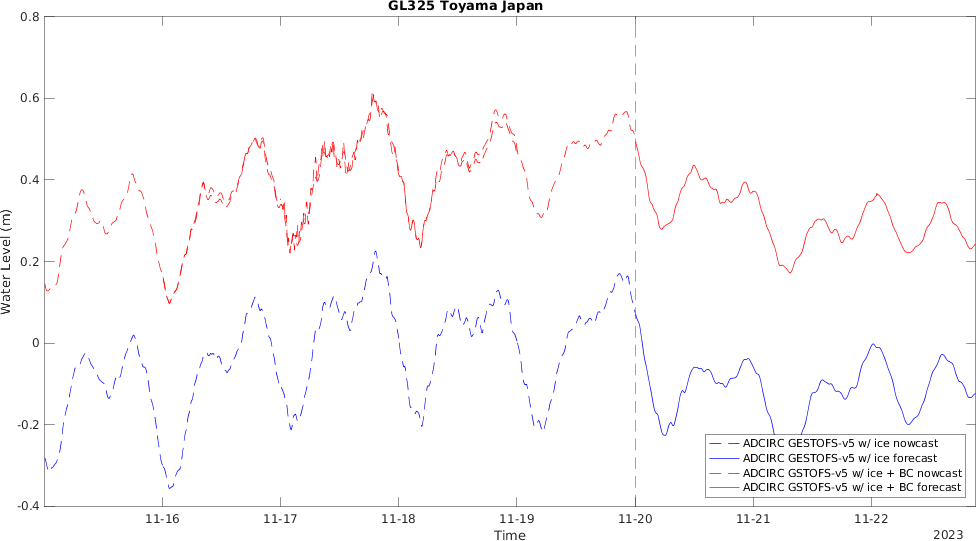 GL325 Toyama Japan
0.8
0.6
0.4
0.2
0
-0.2
-0.4
Water Level (m)
ADCIRC GESTOFS-v5 w/ ice nowcast
ADCIRC GESTOFS-v5 w/ ice forecast
ADCIRC GSTOFS-v5 w/ ice + BC nowcast
ADCIRC GSTOFS-v5 w/ ice + BC forecast
11-16 11-17 11-18 11-19 11-20 11-21 11-22
Time
2023